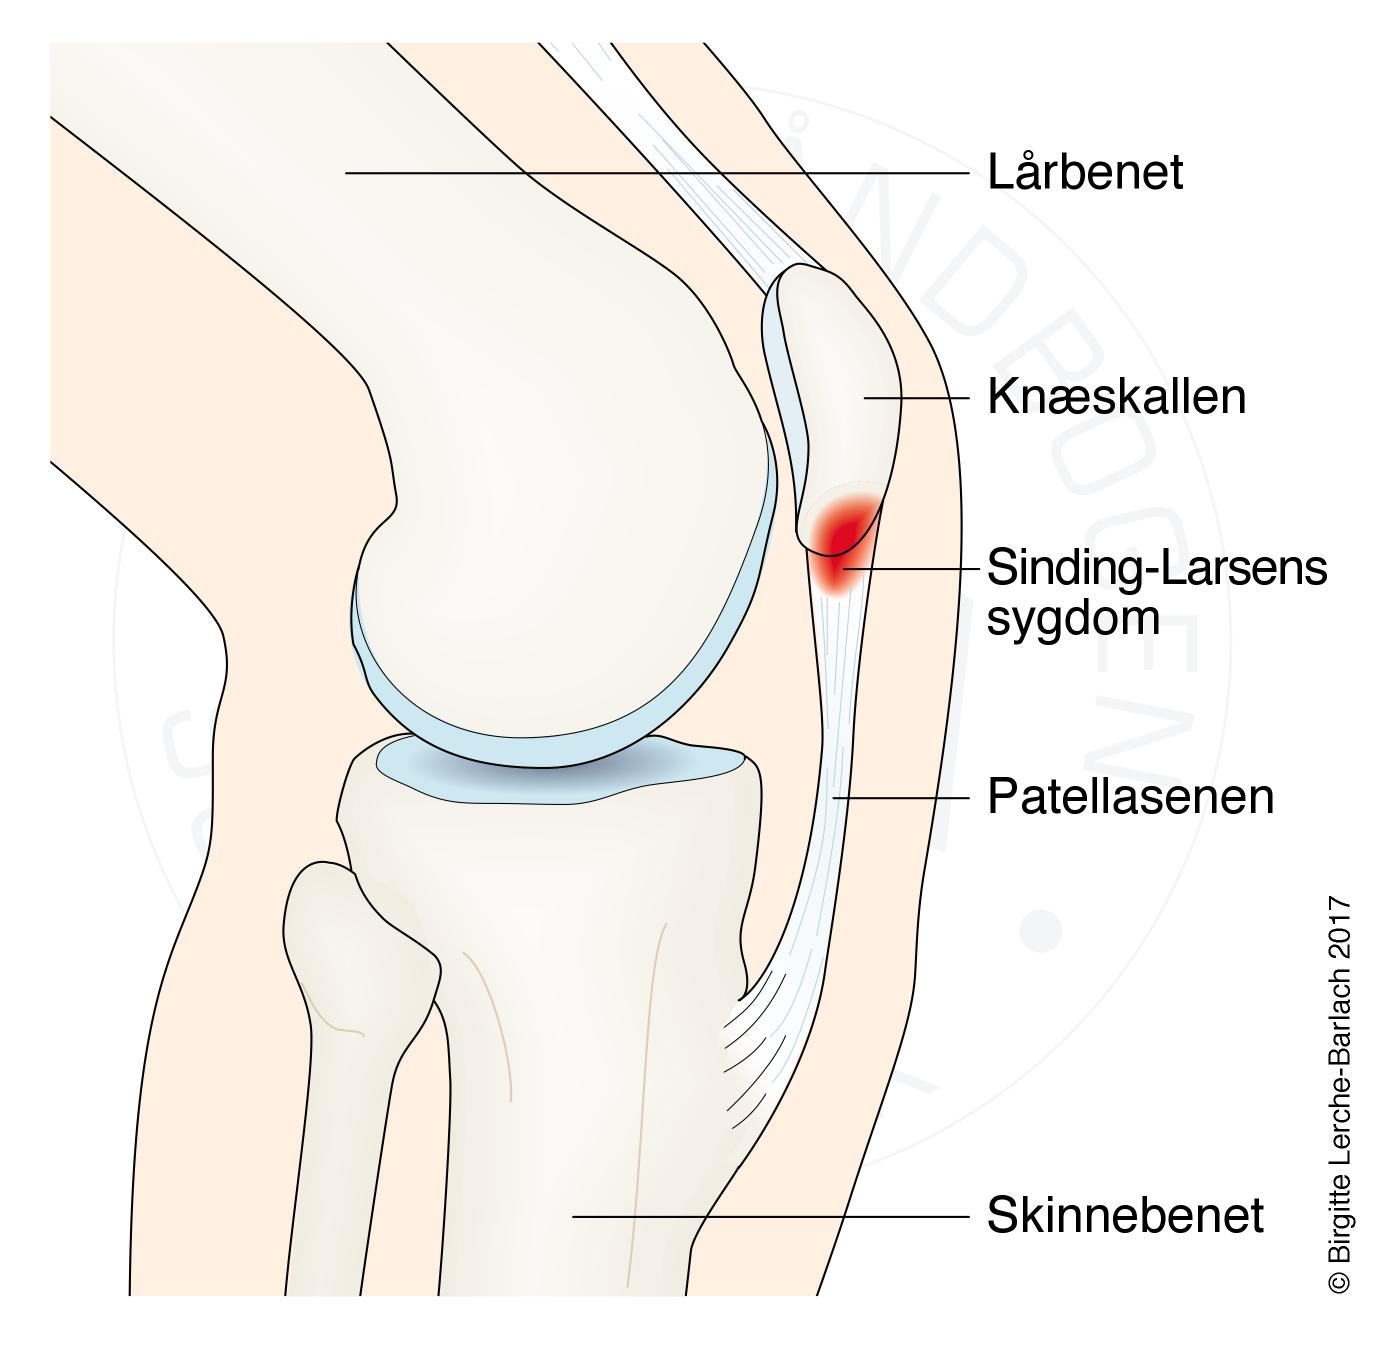 Lårbenet
Knæskallen
Sinding-Larsens
sygdom
Patellasenen
Skinnebenet
© Birgitte Lerche-Barlach 2017